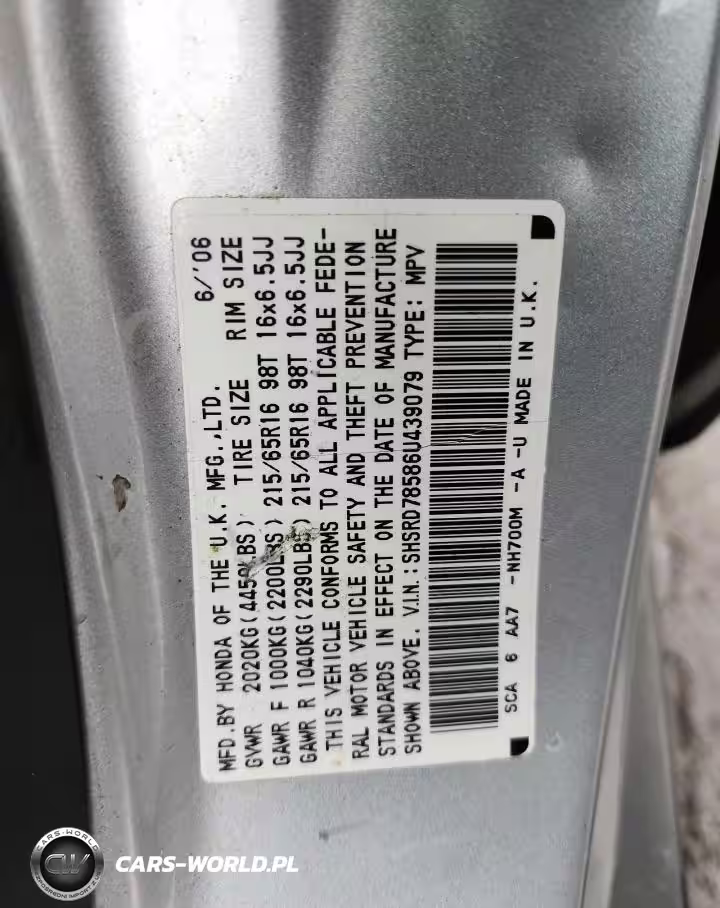 MFD.BY HONDA OF THE U.K. MFG.,LTD. 6/'06
GVWR 2020KG(4450LBS) TIRE SIZE RIM SIZE
GAWR F 1000KG(2200LBS) 215/65R16 98T 16x6.5JJ
GAWR R 1040KG(2290LBS) 215/65R16 98T 16x6.5JJ
THIS VEHICLE CONFORMS TO ALL APPLICABLE FEDE-
RAL MOTOR VEHICLE SAFETY AND THEFT PREVENTION
STANDARDS IN EFFECT ON THE DATE OF MANUFACTURE
SHOWN ABOVE. V.I.N.: SHSRD78586U439079 TYPE: MPV
SCA 6 AA7 -NH700M -A -U MADE IN U.K.
CARS-WORLD
CW
CARS-WORLD.PL